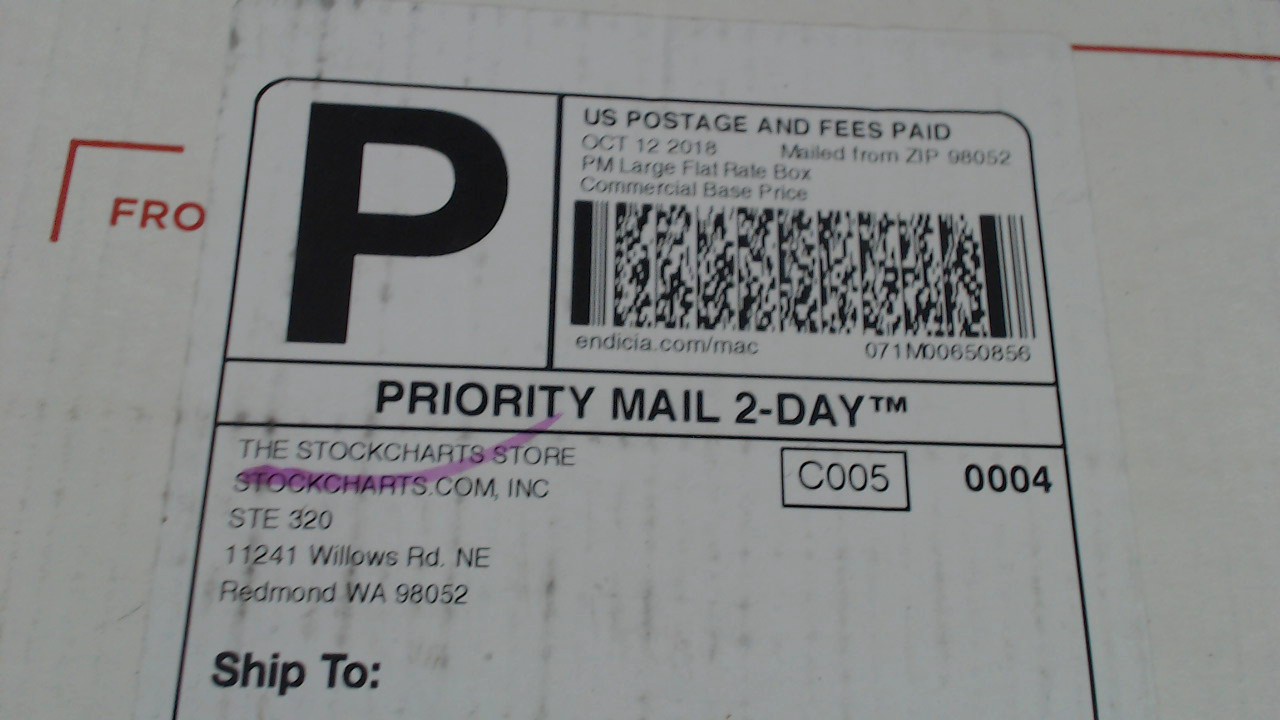 FRO
P
US POSTAGE AND FEES PAID
OCT 12 2018 Mailed from ZIP 98052
PM Large Flat Rate Box
Commercial Base Price
endicia.com/mac 071M00650856
PRIORITY MAIL 2-DAY™
THE STOCKCHARTS STORE
STOCKCHARTS.COM, INC
C005 0004
STE 320
11241 Willows Rd. NE
Redmond WA 98052
Ship To: